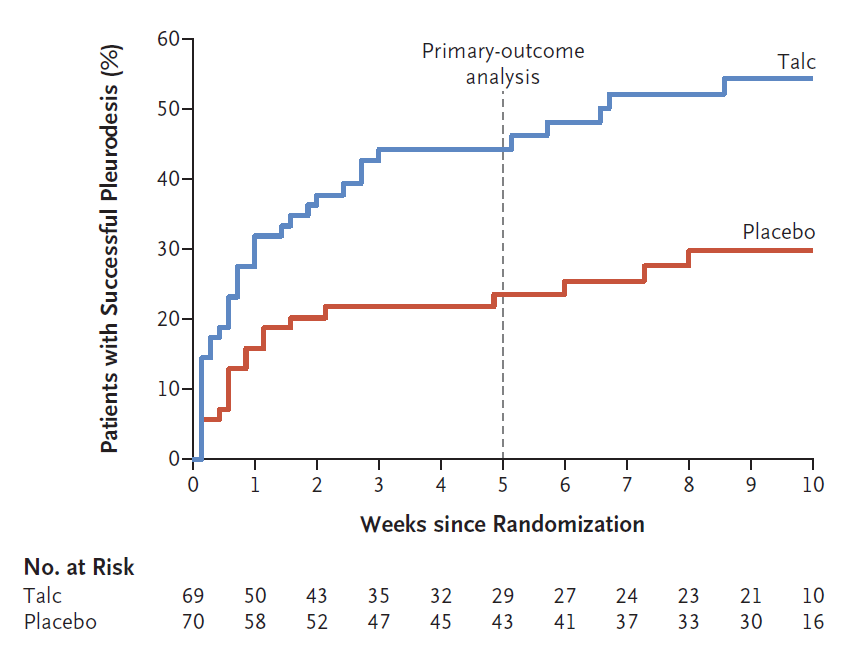 Patients with Successful Pleurodesis (%)
60
50
40
30
20
10
0
Primary-outcome
analysis
Talc
Placebo
0 1 2 3 4 5 6 7 8 9 10
Weeks since Randomization
No. at Risk
Talc 69 50 43 35 32 29 27 24 23 21 10
Placebo 70 58 52 47 45 43 41 37 33 30 16